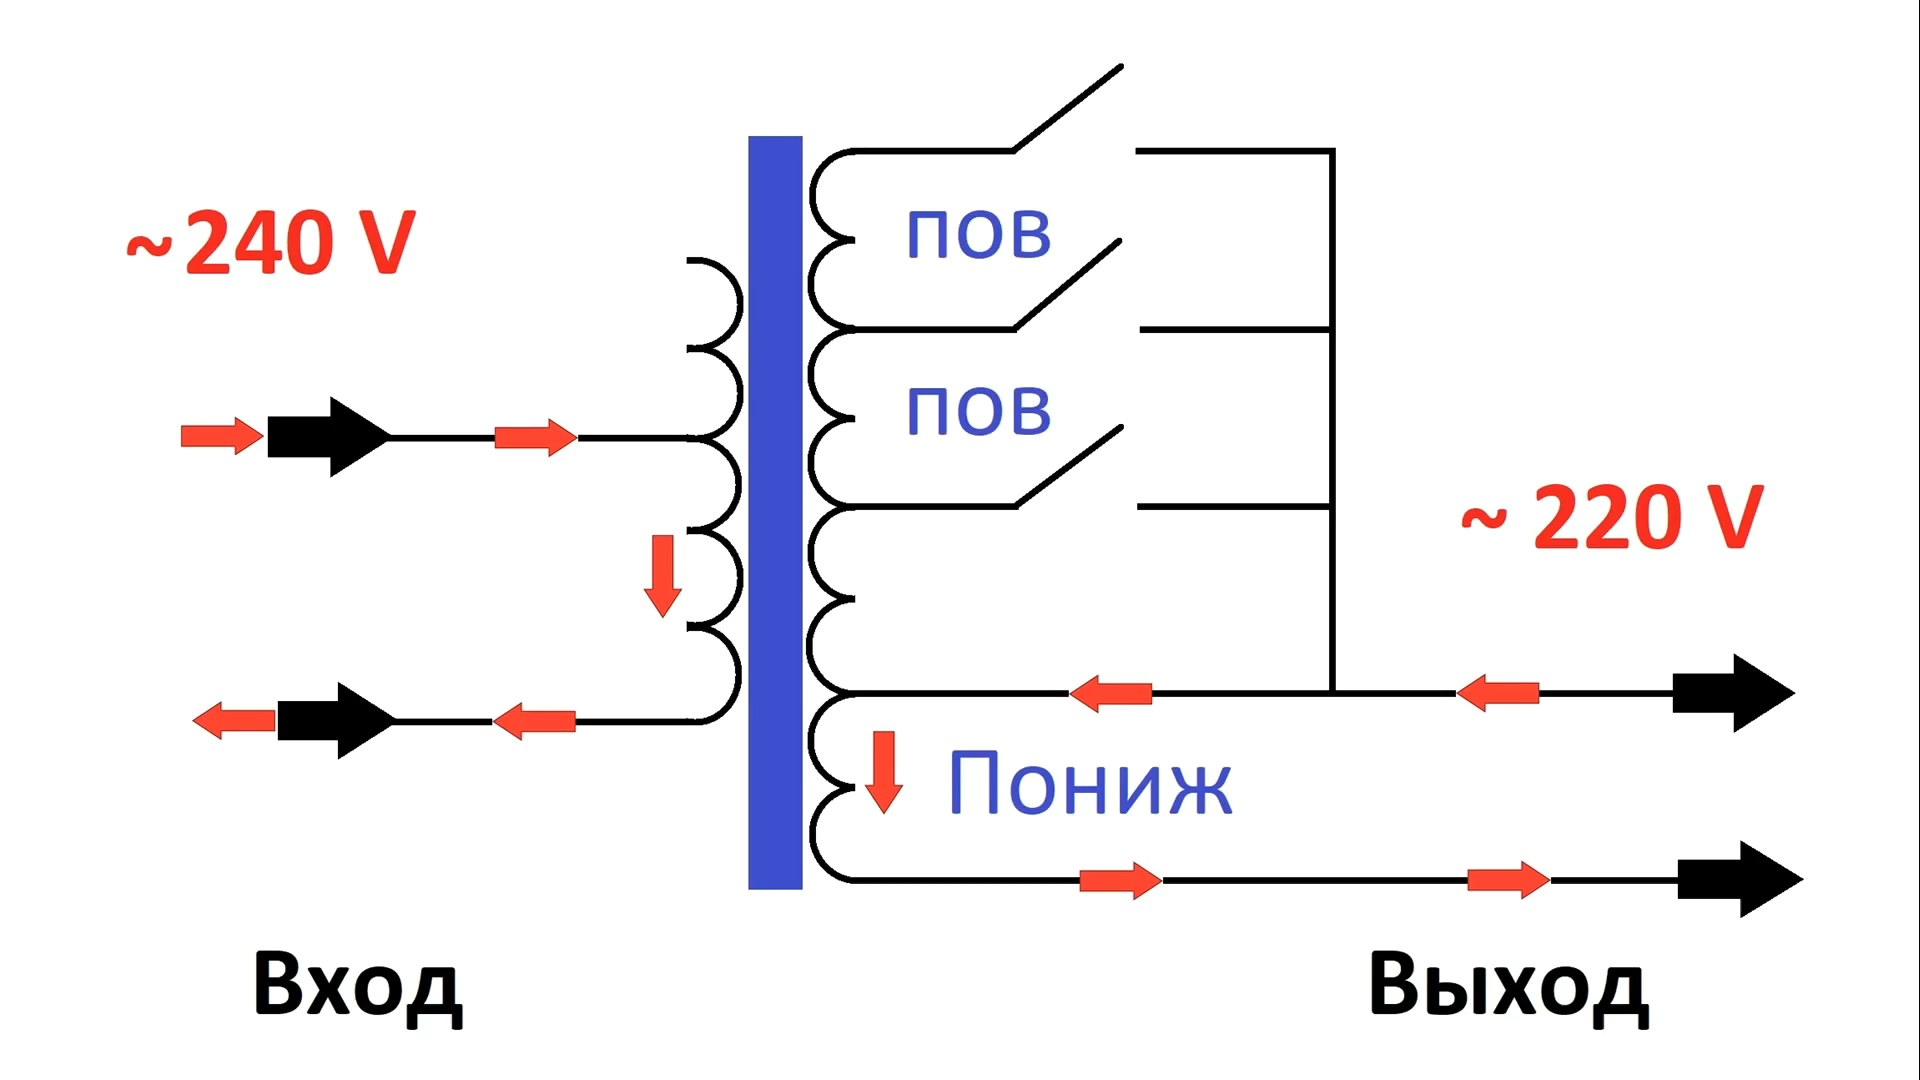 ~240 V
пов
пов
~ 220 V
Пониж
Вход
Выход